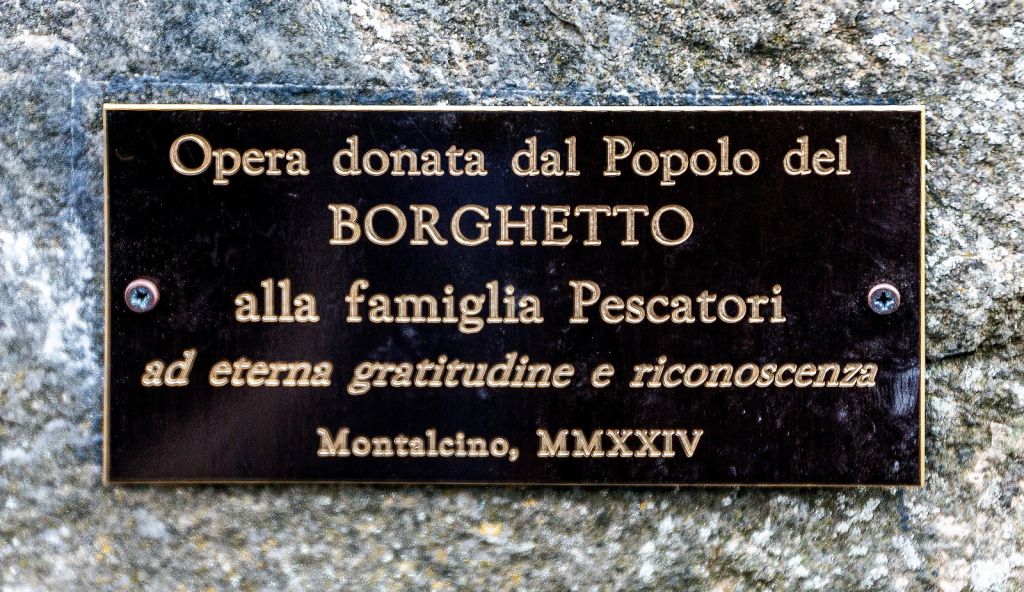 Opera donata dal Popolo del
BORGHETTO
alla famiglia Pescatori
ad eterna gratitudine e riconoscenza
Montalcino, MMXXIV